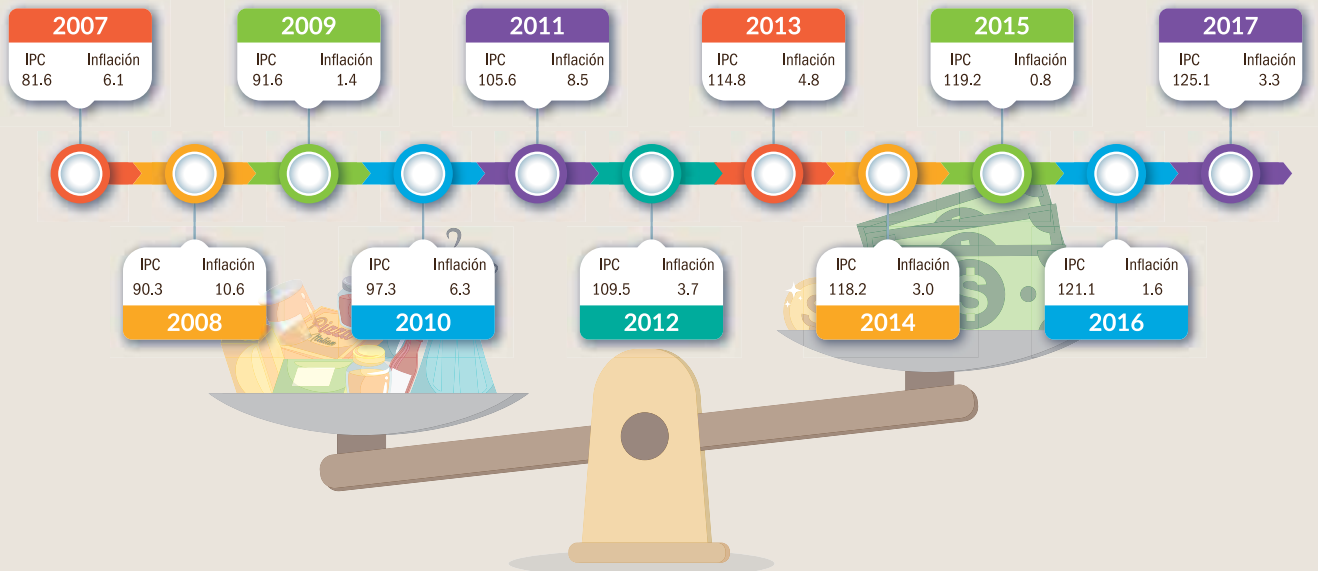 2007
IPC Inflación
81.6 6.1
2009
IPC Inflación
91.6 1.4
2011
IPC Inflación
105.6 8.5
2013
IPC Inflación
114.8 4.8
2015
IPC Inflación
119.2 0.8
2017
IPC Inflación
125.1 3.3
IPC Inflación
90.3 10.6
2008
IPC Inflación
97.3 6.3
2010
IPC Inflación
109.5 3.7
2012
IPC Inflación
118.2 3.0
2014
IPC Inflación
121.1 1.6
2016
$